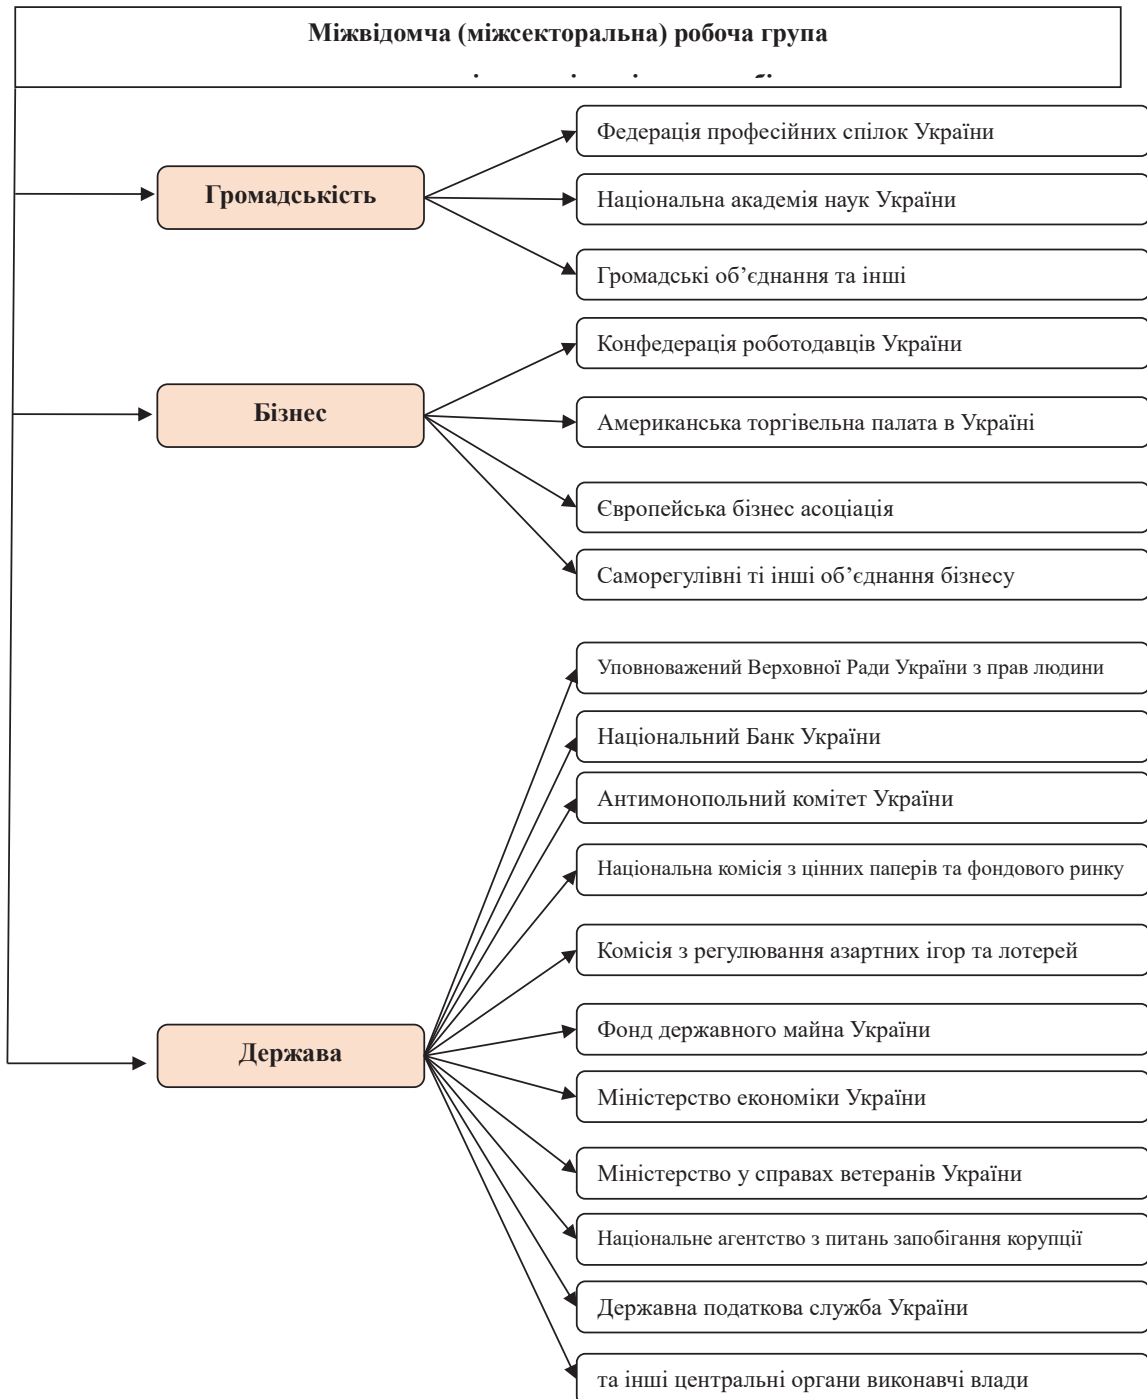 Міжвідомча (міжсекторальна) робоча група
Громадськість
Федерація професійних спілок України
Національна академія наук України
Громадські об’єднання та інші
Бізнес
Конфедерація роботодавців України
Американська торгівельна палата в Україні
Європейська бізнес асоціація
Саморегулівні ті інші об’єднання бізнесу
Держава
Уповноважений Верховної Ради України з прав людини
Національний Банк України
Антимонопольний комітет України
Національна комісія з цінних паперів та фондового ринку
Комісія з регулювання азартних ігор та лотерей
Фонд державного майна України
Міністерство економіки України
Міністерство у справах ветеранів України
Національне агентство з питань запобігання корупції
Державна податкова служба України
та інші центральні органи виконавчі влади